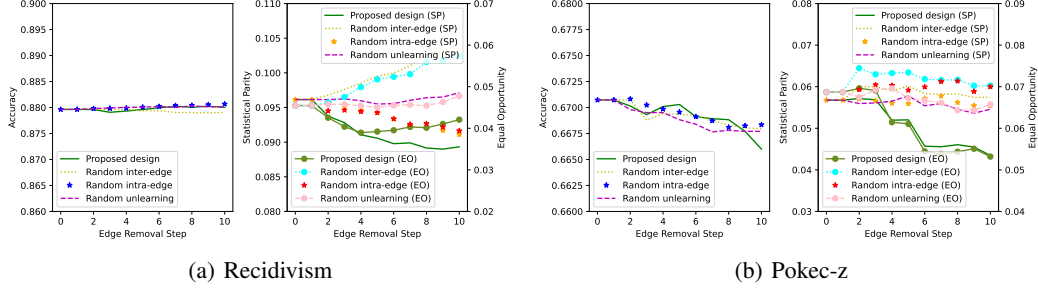 0.900
0.895
0.890
0.885
0.880
0.875
0.870
0.865
0.860
Accuracy
0 2 4 6 8 10
Edge Removal Step
Proposed design
Random inter-edge
Random intra-edge
Random unlearning
0.110
0.105
0.100
0.095
0.090
0.085
0.080
Statistical Parity
0.07
0.06
0.05
0.04
0.03
0.02
Equal Opportunity
Proposed design (SP)
Random inter-edge (SP)
Random intra-edge (SP)
Random unlearning (SP)
Proposed design (EO)
Random inter-edge (EO)
Random intra-edge (EO)
Random unlearning (EO)
0 2 4 6 8 10
Edge Removal Step
(a) Recidivism
0.6800
0.6775
0.6750
0.6725
0.6700
0.6675
0.6650
0.6625
0.6600
Accuracy
Proposed design
Random inter-edge
Random intra-edge
Random unlearning
0 2 4 6 8 10
Edge Removal Step
0.08
0.07
0.06
0.05
0.04
0.03
Statistical Parity
0.09
0.08
0.07
0.06
0.05
0.04
Equal Opportunity
Proposed design (SP)
Random inter-edge (SP)
Random intra-edge (SP)
Random unlearning (SP)
Proposed design (EO)
Random inter-edge (EO)
Random intra-edge (EO)
Random unlearning (EO)
0 2 4 6 8 10
Edge Removal Step
(b) Pokec-z